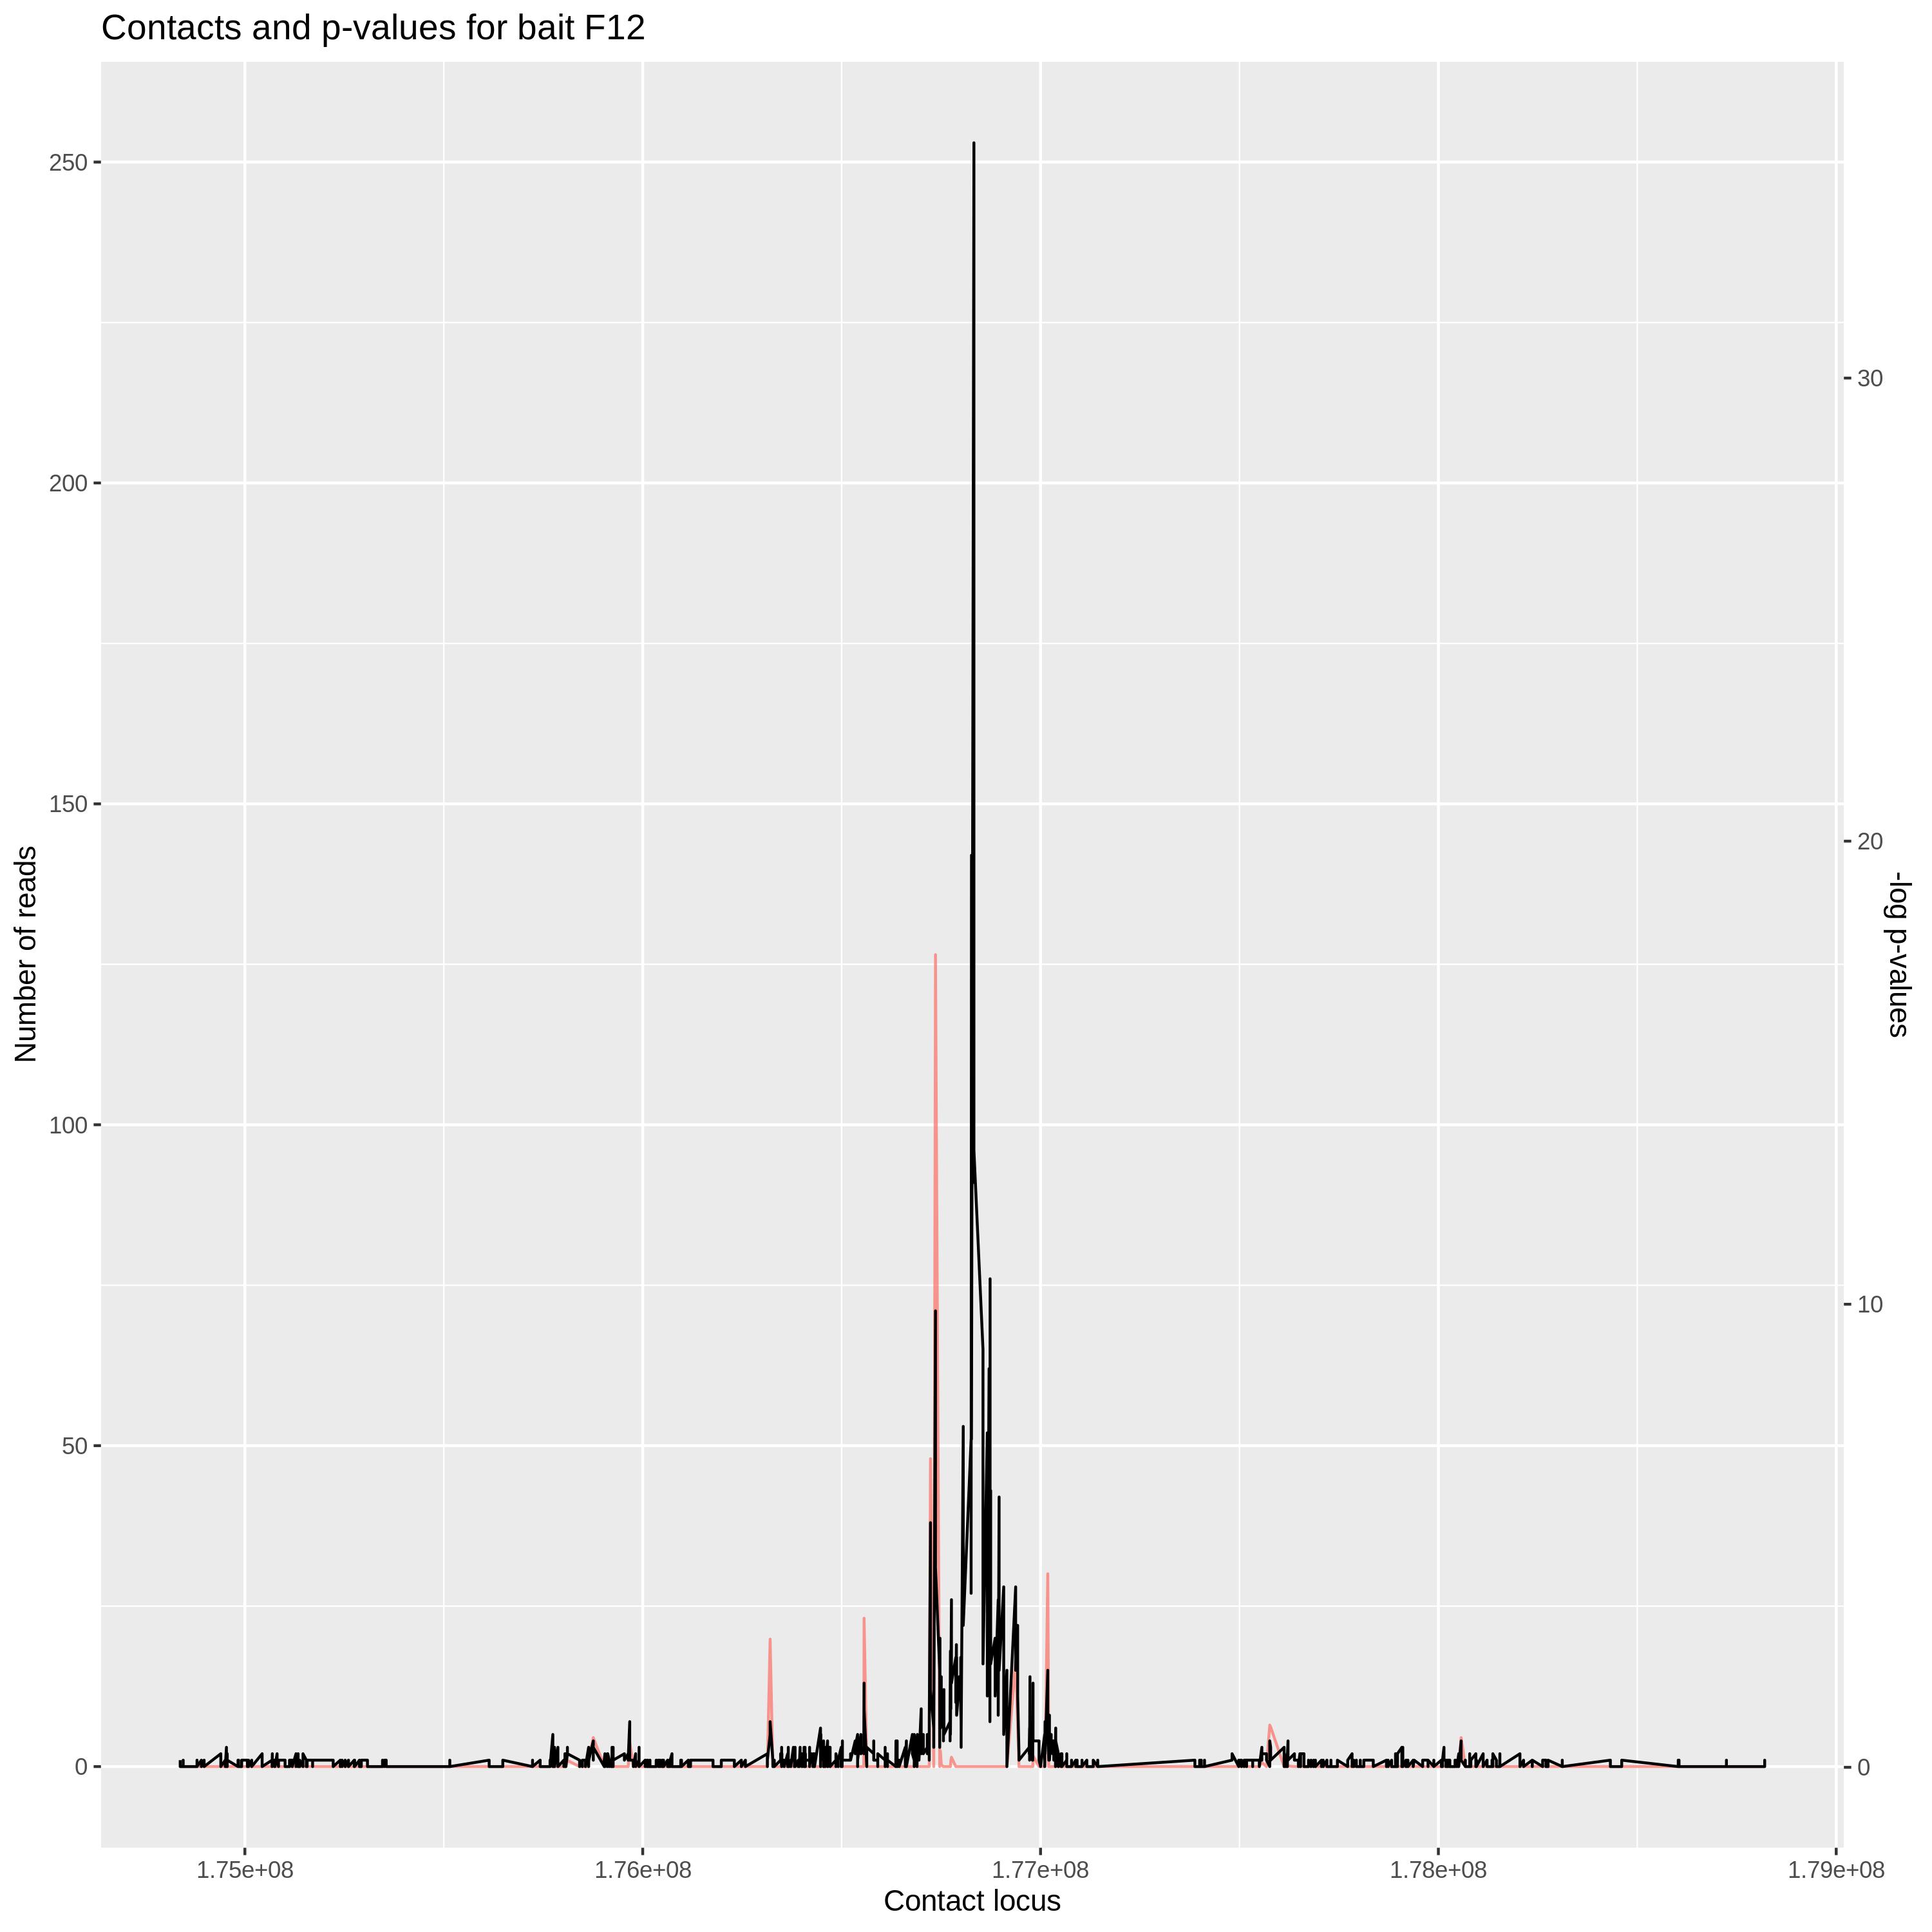 Contacts and p-values for bait F12
250
200
150
100
50
0
Number of reads
30
20
10
0
-log p-values
1.75e+08
1.76e+08
1.77e+08
1.78e+08
1.79e+08
Contact locus